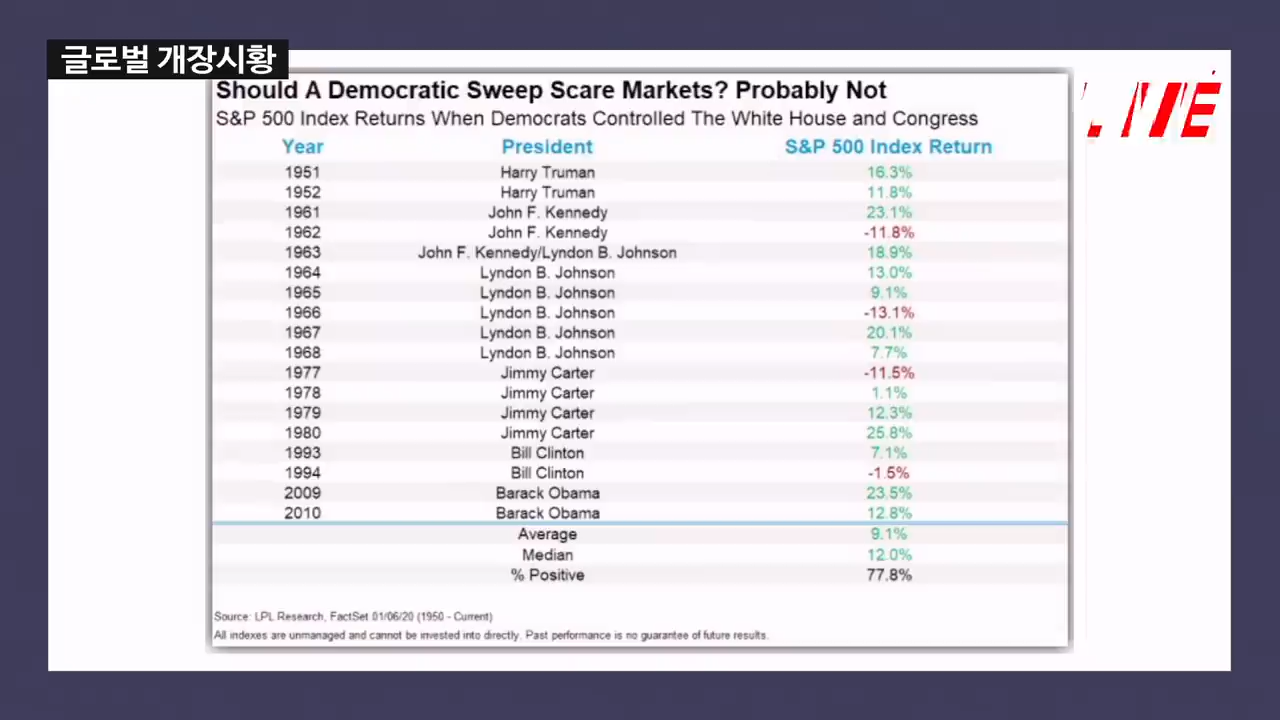 글로벌 개장시황
LIVE
Should A Democratic Sweep Scare Markets? Probably Not
S&P 500 Index Returns When Democrats Controlled The White House and Congress
Year President S&P 500 Index Return
1951 Harry Truman 16.3%
1952 Harry Truman 11.8%
1961 John F. Kennedy 23.1%
1962 John F. Kennedy -11.8%
1963 John F. Kennedy/Lyndon B. Johnson 18.9%
1964 Lyndon B. Johnson 13.0%
1965 Lyndon B. Johnson 9.1%
1966 Lyndon B. Johnson -13.1%
1967 Lyndon B. Johnson 20.1%
1968 Lyndon B. Johnson 7.7%
1977 Jimmy Carter -11.5%
1978 Jimmy Carter 1.1%
1979 Jimmy Carter 12.3%
1980 Jimmy Carter 25.8%
1993 Bill Clinton 7.1%
1994 Bill Clinton -1.5%
2009 Barack Obama 23.5%
2010 Barack Obama 12.8%
Average 9.1%
Median 12.0%
% Positive 77.8%
Source: LPL Research, FactSet 01/06/20 (1950 - Current)
All indexes are unmanaged and cannot be invested into directly. Past performance is no guarantee of future results.